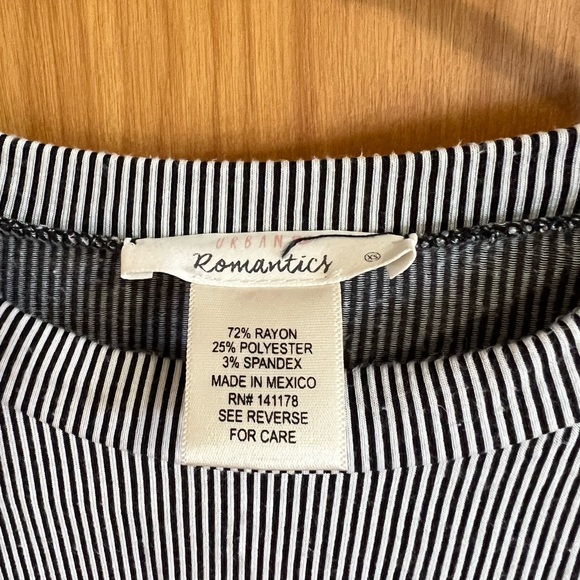 URBAN
Romantics
XS
72% RAYON
25% POLYESTER
3% SPANDEX
MADE IN MEXICO
RN# 141178
SEE REVERSE
FOR CARE